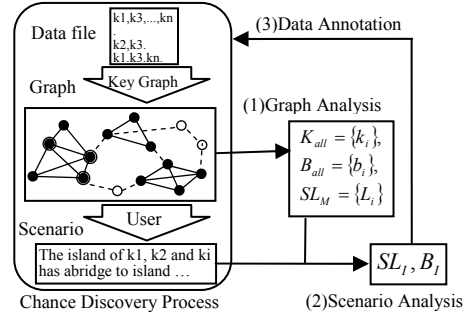 Data file
k1,k3,...,kn
.
k2,k3.
k1.k3.kn.
(3)Data Annotation
Key Graph
Graph
(1)Graph Analysis
K_all = {k_i},
B_all = {b_i},
SL_M = {L_i}
User
Scenario
The island of k1, k2 and ki
has abridge to island ...
SL_I, B_I
Chance Discovery Process
(2)Scenario Analysis